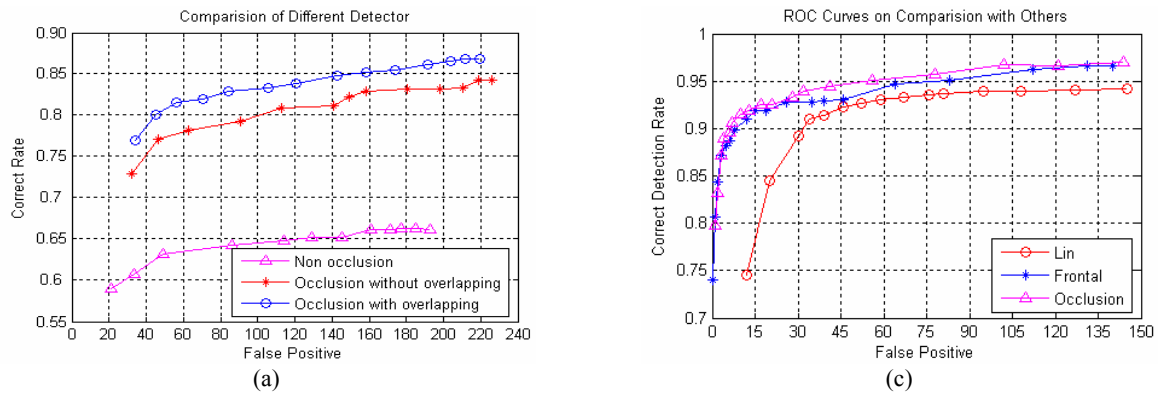 Comparision of Different Detector
0.90
0.85
0.80
0.75
0.7
0.65
0.6
0.55
Correct Rate
0 20 40 60 80 100 120 140 160 180 200 220 240
False Positive
Non occlusion
Occlusion without overlapping
Occlusion with overlapping
(a)
ROC Curves on Comparision with Others
1
0.95
0.9
0.85
0.8
0.75
0.7
Correct Detection Rate
0 15 30 45 60 75 90 105 120 135 150
False Positive
Lin
Frontal
Occlusion
(c)